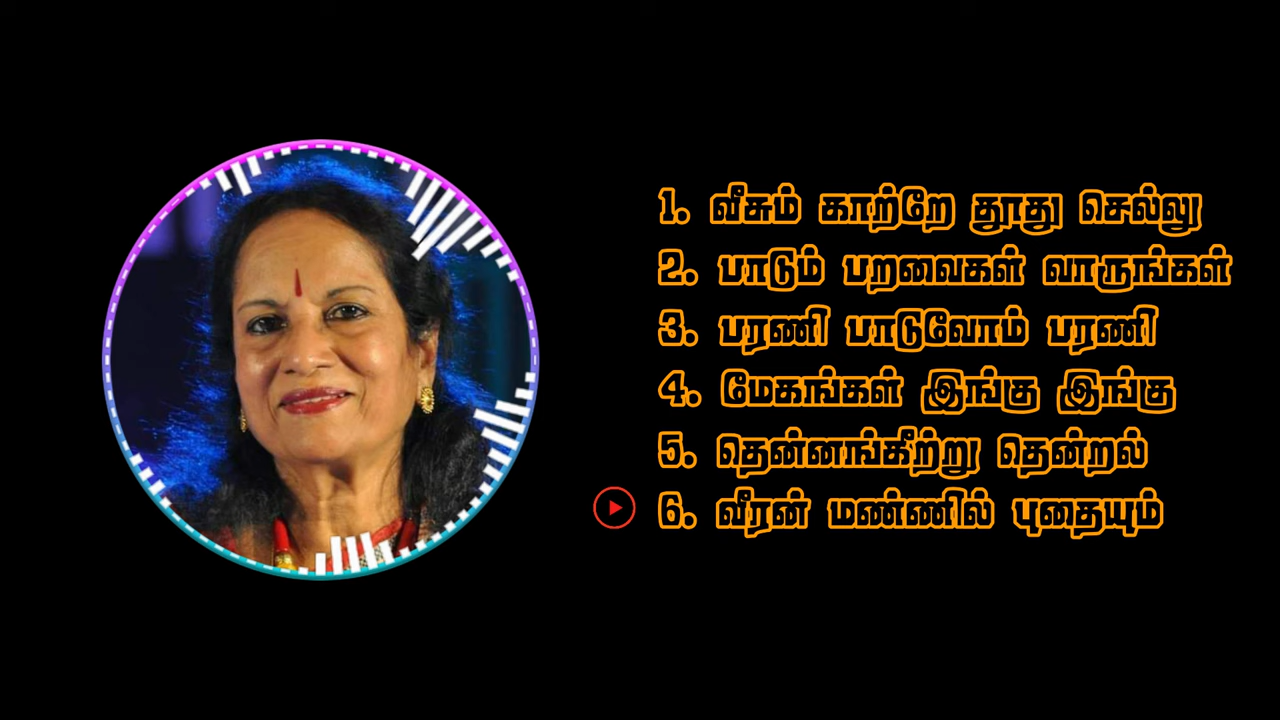 1. வீசும் காற்றே தூது செல்லு
2. பாடும் பறவைகள் வாருங்கள்
3. பரணி பாடுவோம் பரணி
4. மேகங்கள் இங்கு இங்கு
5. தென்னங்கீற்று தென்றல்
6. வீரன் மண்ணில் புதையும்